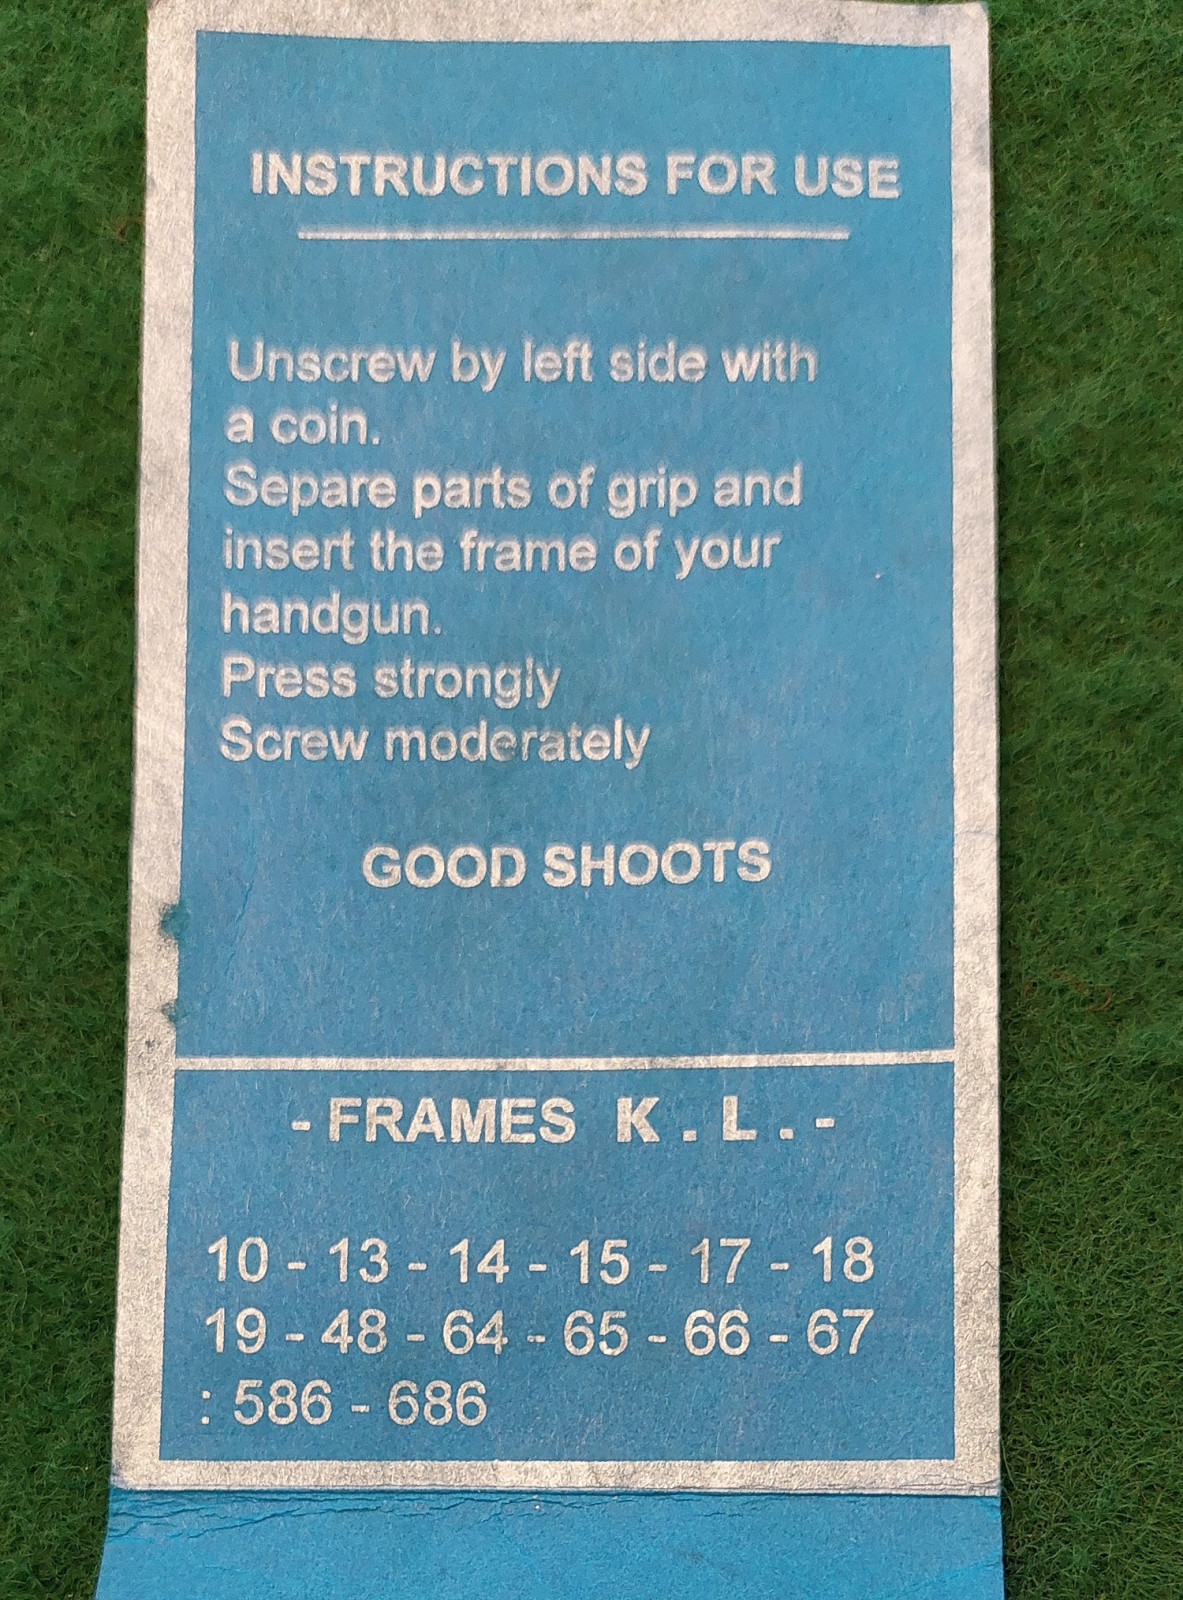 INSTRUCTIONS FOR USE
Unscrew by left side with
a coin.
Separe parts of grip and
insert the frame of your
handgun.
Press strongly
Screw moderately
GOOD SHOOTS
- FRAMES K . L . -
10 - 13 - 14 - 15 - 17 - 18
19 - 48 - 64 - 65 - 66 - 67
: 586 - 686